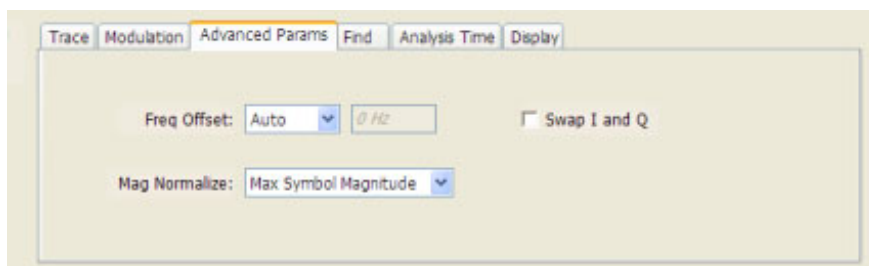 Trace Modulation Advanced Params Find Analysis Time Display
Freq Offset: Auto 0 Hz Swap I and Q
Mag Normalize: Max Symbol Magnitude